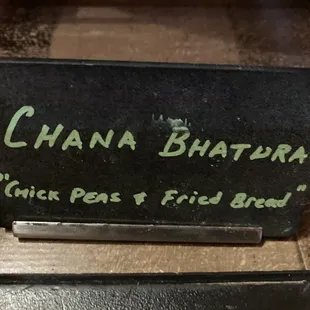 CHANA BHATURA
"CHICK PEAS & Fried Bread"